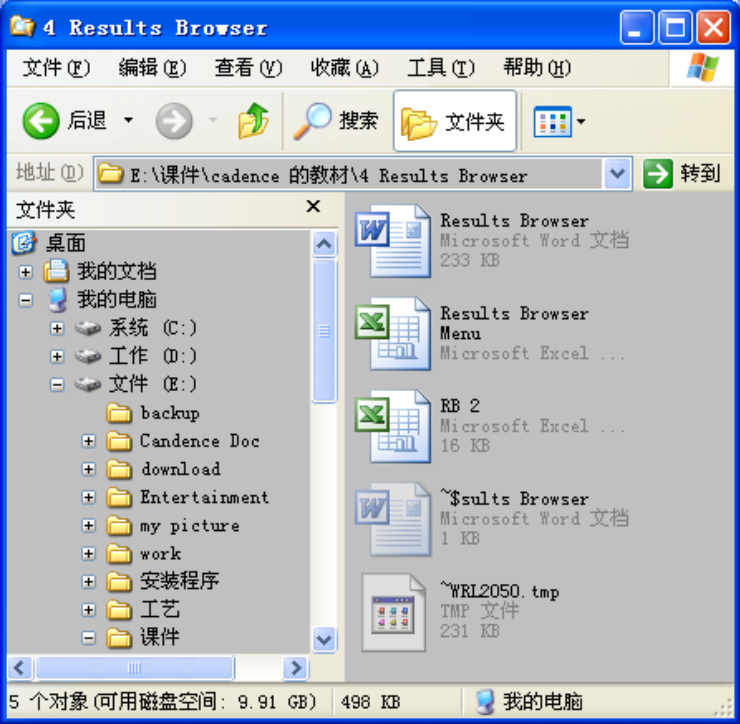 4 Results Browser
文件(F) 编辑(E) 查看(V) 收藏(A) 工具(T) 帮助(H)
后退 搜索 文件夹
地址(D) E:\课件\cadence 的教材\4 Results Browser 转到
文件夹
桌面
我的文档
我的电脑
系统 (C:)
工作 (D:)
文件 (E:)
backup
Candence Doc
download
Entertainment
my picture
work
安装程序
工艺
课件
Results Browser
Microsoft Word 文档
233 KB
Results Browser
Menu
Microsoft Excel ...
RB 2
Microsoft Excel ...
16 KB
~$sults Browser
Microsoft Word 文档
1 KB
~WRL2050.tmp
TMP 文件
231 KB
5 个对象(可用磁盘空间: 9.91 GB) 498 KB 我的电脑